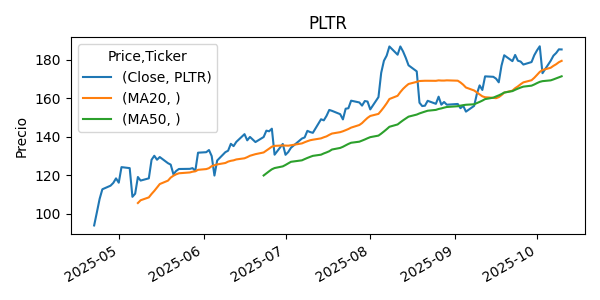 PLTR
Price,Ticker
(Close, PLTR)
(MA20, )
(MA50, )
Precio
180
160
140
120
100
2025-05
2025-06
2025-07
2025-08
2025-09
2025-10